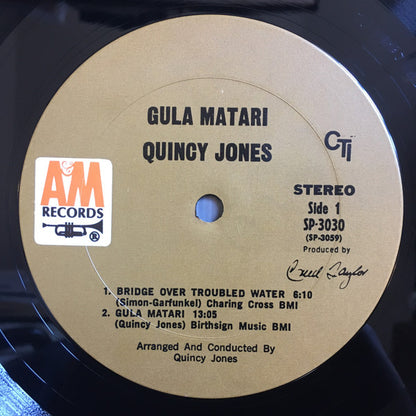 GULA MATARI
QUINCY JONES
CTi
A&M
RECORDS
®
STEREO
Side 1
SP-3030
(SP-3059)
Produced by
Creed Taylor
1. BRIDGE OVER TROUBLED WATER 6:10
(Simon-Garfunkel) Charing Cross BMI
2. GULA MATARI 13:05
(Quincy Jones) Birthsign Music BMI
Arranged And Conducted By
Quincy Jones